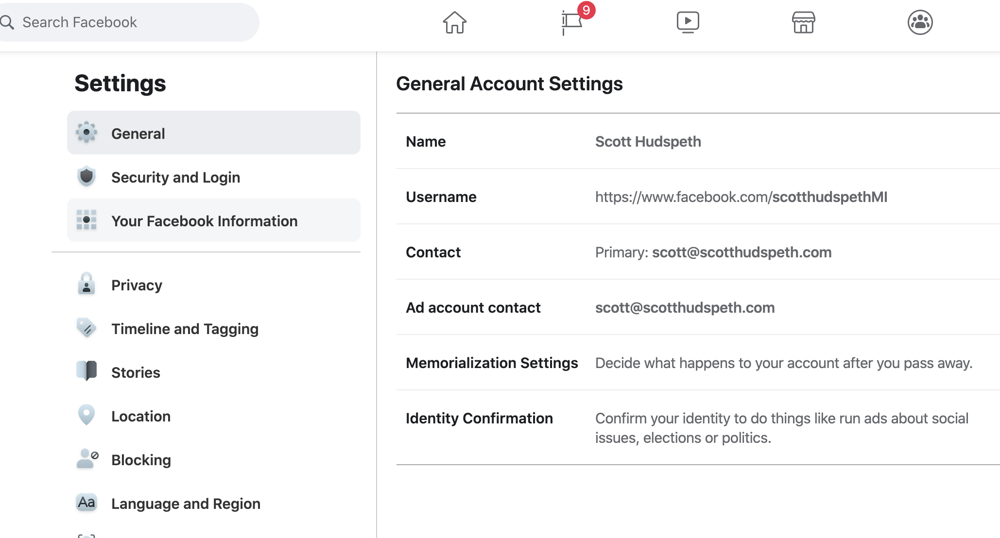 Search Facebook
9
Settings
General
Security and Login
Your Facebook Information
Privacy
Timeline and Tagging
Stories
Location
Blocking
Aa
Language and Region
General Account Settings
Name Scott Hudspeth
Username https://www.facebook.com/scotthudspethMI
Contact Primary: scott@scotthudspeth.com
Ad account contact scott@scotthudspeth.com
Memorialization Settings Decide what happens to your account after you pass away.
Identity Confirmation Confirm your identity to do things like run ads about social
issues, elections or politics.